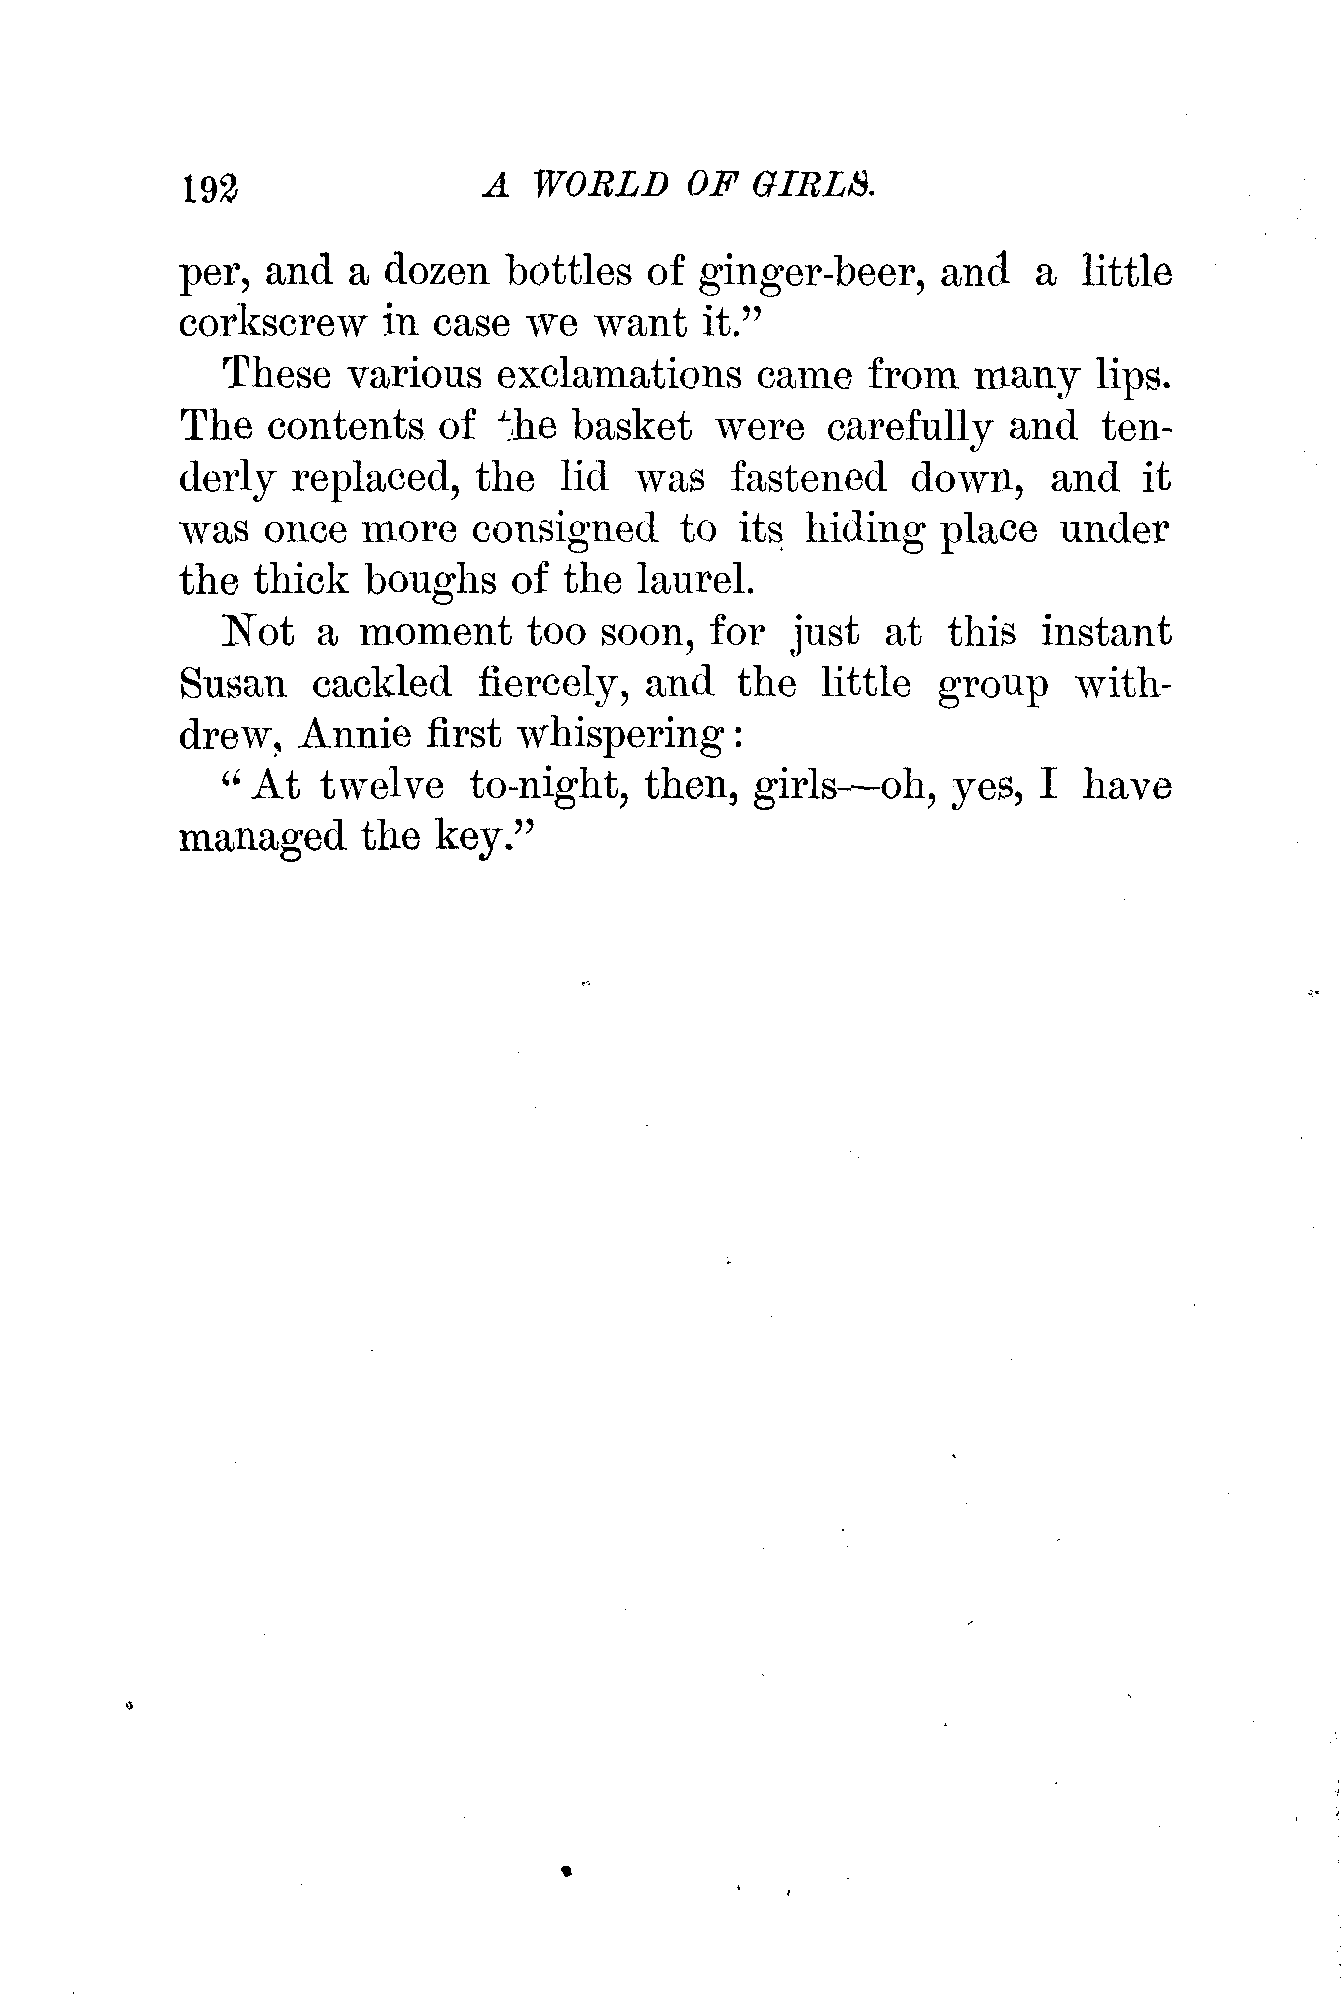 192 A WORLD OF GIRLS.
per, and a dozen bottles of ginger-beer, and a little
corkscrew in case we want it.”
These various exclamations came from many lips.
The contents of the basket were carefully and ten-
derly replaced, the lid was fastened down, and it
was once more consigned to its hiding place under
the thick boughs of the laurel.
Not a moment too soon, for just at this instant
Susan cackled fiercely, and the little group with-
drew, Annie first whispering:
“At twelve to-night, then, girls—oh, yes, I have
managed the key.”